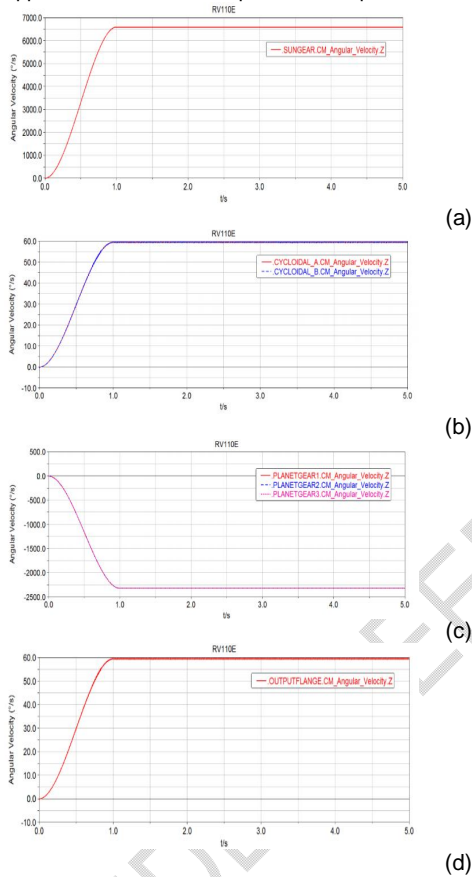 RV110E
7000.0
6000.0
5000.0
4000.0
3000.0
2000.0
1000.0
0.0
Angular Velocity (°/s)
SUNGEAR.CM_Angular_Velocity.Z
0.0 1.0 2.0 3.0 4.0 5.0
t/s
(a)
RV110E
60.0
50.0
40.0
30.0
20.0
10.0
0.0
-10.0
Angular Velocity (°/s)
CYCLOIDAL_A.CM_Angular_Velocity.Z
CYCLOIDAL_B.CM_Angular_Velocity.Z
0.0 1.0 2.0 3.0 4.0 5.0
t/s
(b)
RV110E
500.0
0.0
-500.0
-1000.0
-1500.0
-2000.0
-2500.0
Angular Velocity (°/s)
PLANETGEAR1.CM_Angular_Velocity.Z
PLANETGEAR2.CM_Angular_Velocity.Z
PLANETGEAR3.CM_Angular_Velocity.Z
0.0 1.0 2.0 3.0 4.0 5.0
t/s
(c)
RV110E
60.0
50.0
40.0
30.0
20.0
10.0
0.0
-10.0
Angular Velocity (°/s)
OUTPUTFLANGE.CM_Angular_Velocity.Z
0.0 1.0 2.0 3.0 4.0 5.0
t/s
(d)